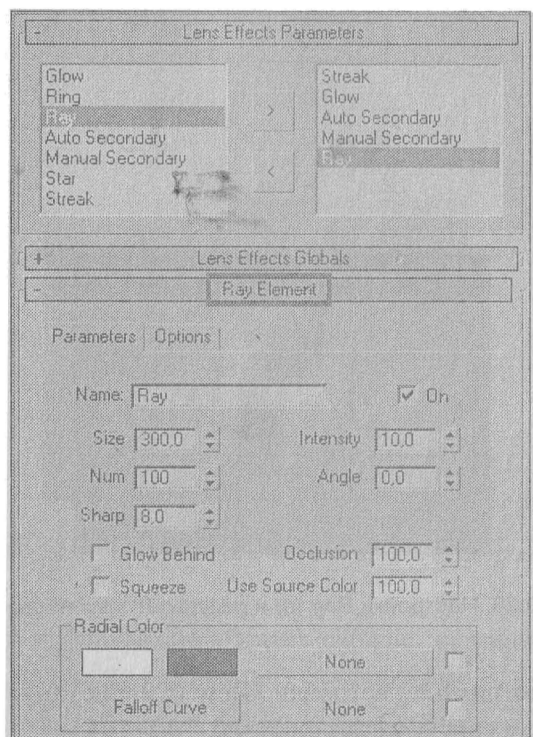 - Lens Effects Parameters
Glow
Ring
Ray
Auto Secondary
Manual Secondary
Star
Streak
>
<
Streak
Glow
Auto Secondary
Manual Secondary
Ray
+ Lens Effects Globals
- Ray Element
Parameters Options
Name: Ray On
Size 300,0 Intensity 10,0
Num 100 Angle 0,0
Sharp 8,0
Glow Behind Occlusion 100,0
Squeeze Use Source Color 100,0
Radial Color
None
Falloff Curve None